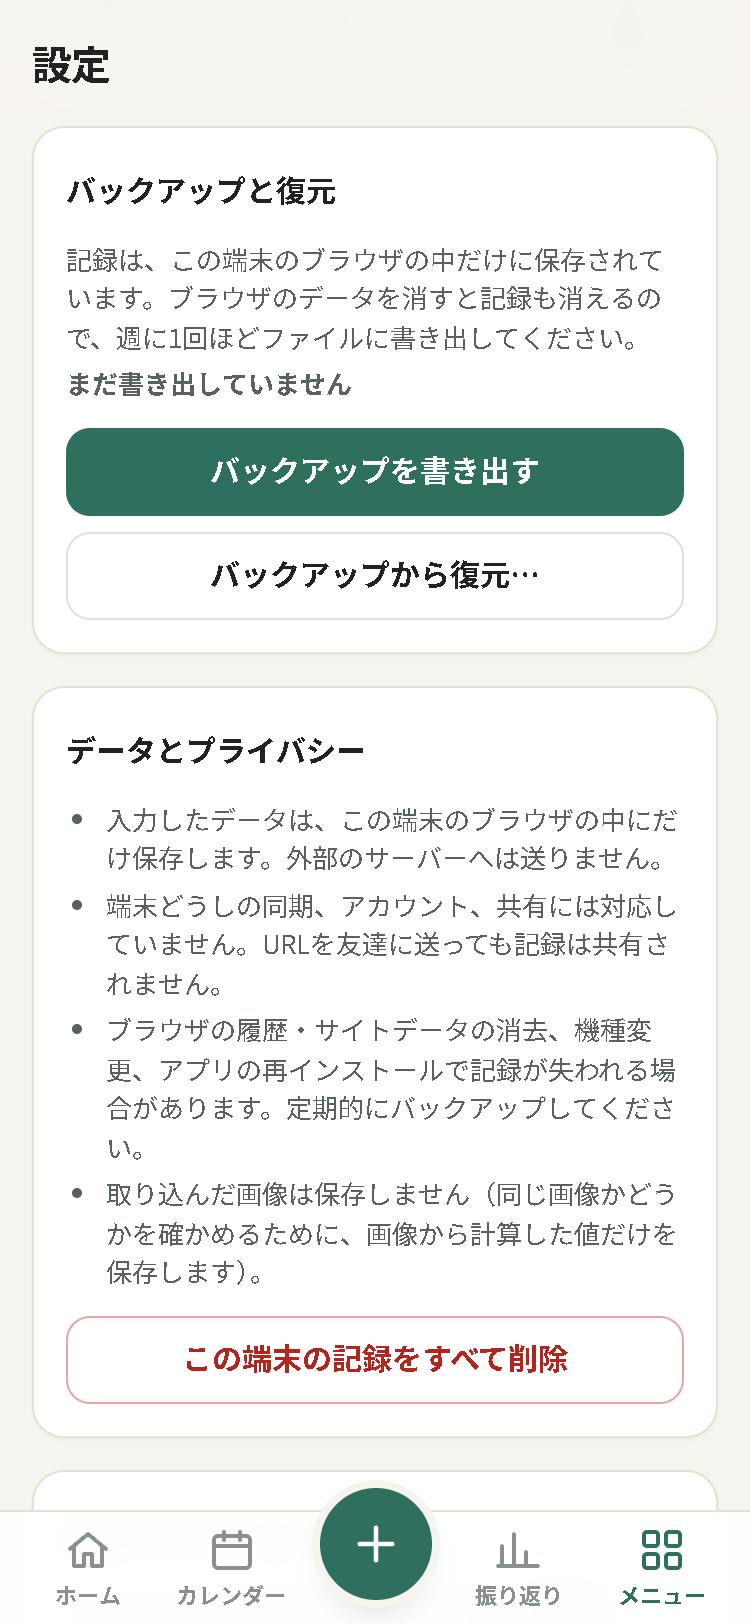 設定
バックアップと復元
記録は、この端末のブラウザの中だけに保存されて
います。ブラウザのデータを消すと記録も消えるの
で、週に1回ほどファイルに書き出してください。
まだ書き出していません
バックアップを書き出す
バックアップから復元…
データとプライバシー
• 入力したデータは、この端末のブラウザの中にだ
け保存します。外部のサーバーへは送りません。
• 端末どうしの同期、アカウント、共有には対応し
ていません。URLを友達に送っても記録は共有さ
れません。
• ブラウザの履歴・サイトデータの消去、機種変
更、アプリの再インストールで記録が失われる場
合があります。定期的にバックアップしてくださ
い。
• 取り込んだ画像は保存しません（同じ画像かどう
かを確かめるために、画像から計算した値だけを
保存します）。
この端末の記録をすべて削除
ホーム
カレンダー
振り返り
メニュー